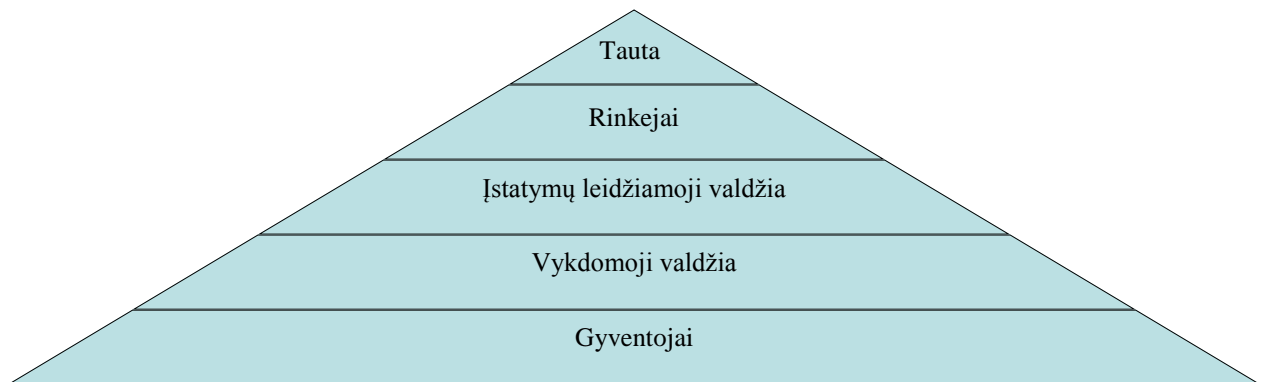 Tauta
Rinkejai
Įstatymų leidžiamoji valdžia
Vykdomoji valdžia
Gyventojai